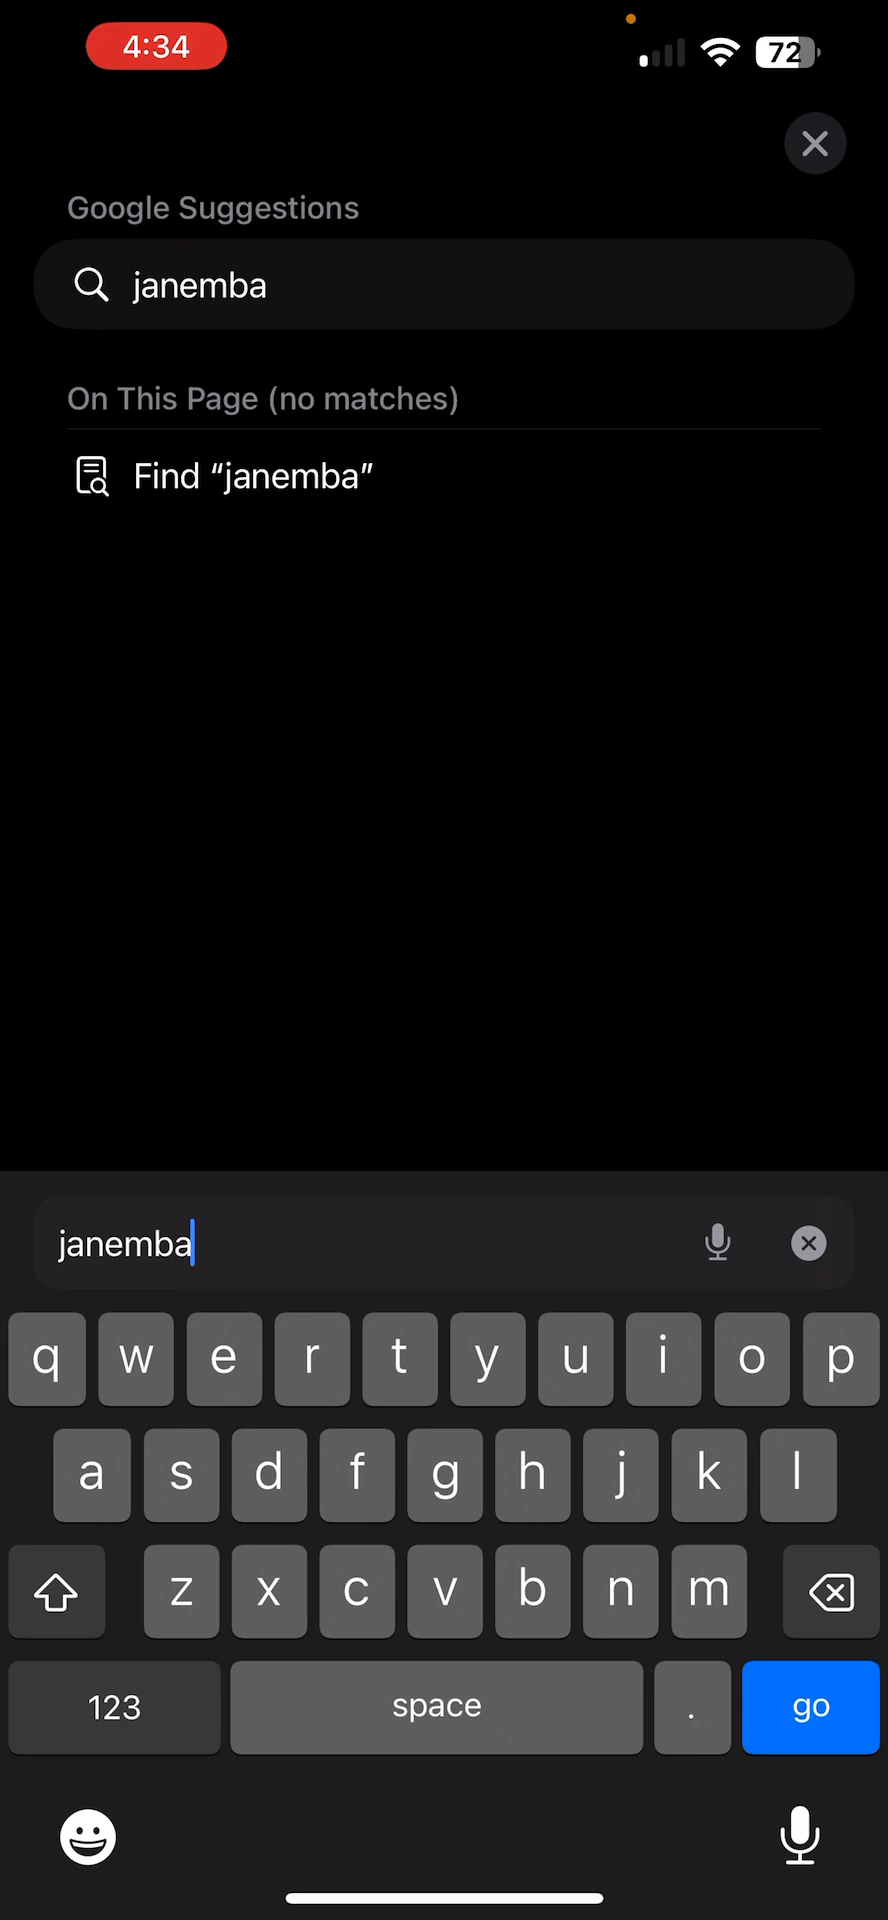 4:34
72
Google Suggestions
janemba
On This Page (no matches)
Find “janemba”
janemba
q w e r t y u i o p
a s d f g h j k l
z x c v b n m
123 space . go